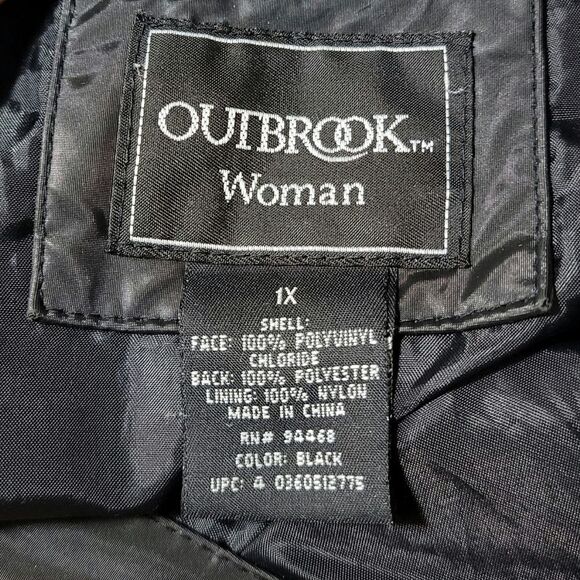 OUTBROOK™
Woman
1X
SHELL:
FACE: 100% POLYVINYL
CHLORIDE
BACK: 100% POLYESTER
LINING: 100% NYLON
MADE IN CHINA
RN# 94468
COLOR: BLACK
UPC: 4 0360512775